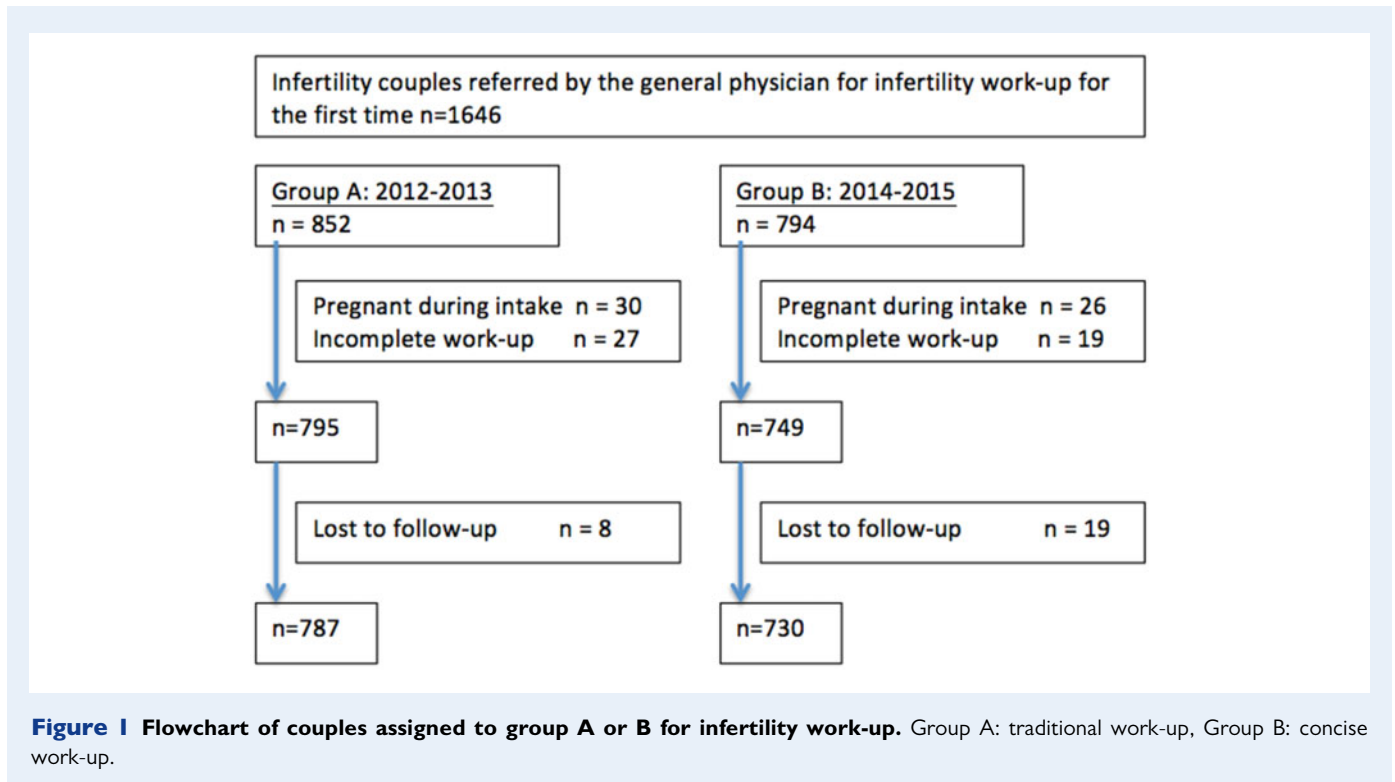 Infertility couples referred by the general physician for infertility work-up for
the first time n=1646
Group A: 2012-2013
n = 852
Group B: 2014-2015
n = 794
Pregnant during intake n = 30
Incomplete work-up n = 27
Pregnant during intake n = 26
Incomplete work-up n = 19
n=795
n=749
Lost to follow-up n = 8
Lost to follow-up n = 19
n=787
n=730
Figure 1 Flowchart of couples assigned to group A or B for infertility work-up. Group A: traditional work-up, Group B: concise
work-up.